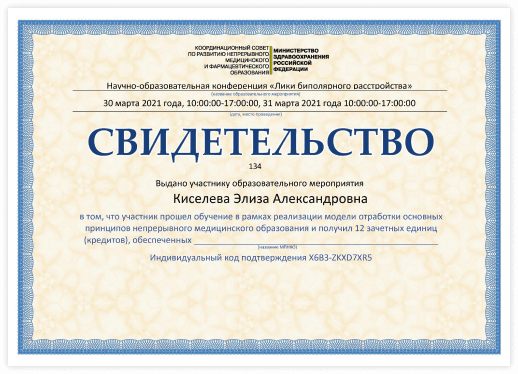 КООРДИНАЦИОННЫЙ СОВЕТ
ПО РАЗВИТИЮ НЕПРЕРЫВНОГО
МЕДИЦИНСКОГО
И ФАРМАЦЕВТИЧЕСКОГО
ОБРАЗОВАНИЯ
МИНИСТЕРСТВО
ЗДРАВООХРАНЕНИЯ
РОССИЙСКОЙ
ФЕДЕРАЦИИ
Научно-образовательная конференция «Лики биполярного расстройства»
(название образовательного мероприятия)
30 марта 2021 года, 10:00:00-17:00:00, 31 марта 2021 10:00:00-17:00:00
(дата, место проведения)
СВИДЕТЕЛЬСТВО
134
Выдано участнику образовательного мероприятия
Киселева Элиза Александровна
в том, что участник прошел обучение в рамках реализации модели отработки основных
принципов непрерывного медицинского образования и получил 12 зачетных единиц
(кредитов), обеспеченных
Индивидуальный код подтверждения X6B3-ZKXD7XR5